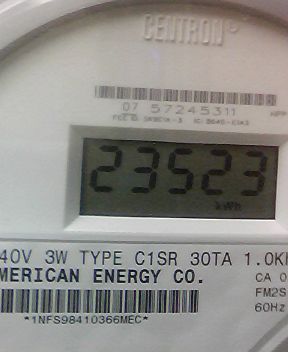 CENTRON
07 57245311
23523
kWh
40V 3W TYPE C1SR 30TA 1.0K
MERICAN ENERGY CO.
CA 0
FM2S
60Hz
*1NFS98410366MEC*